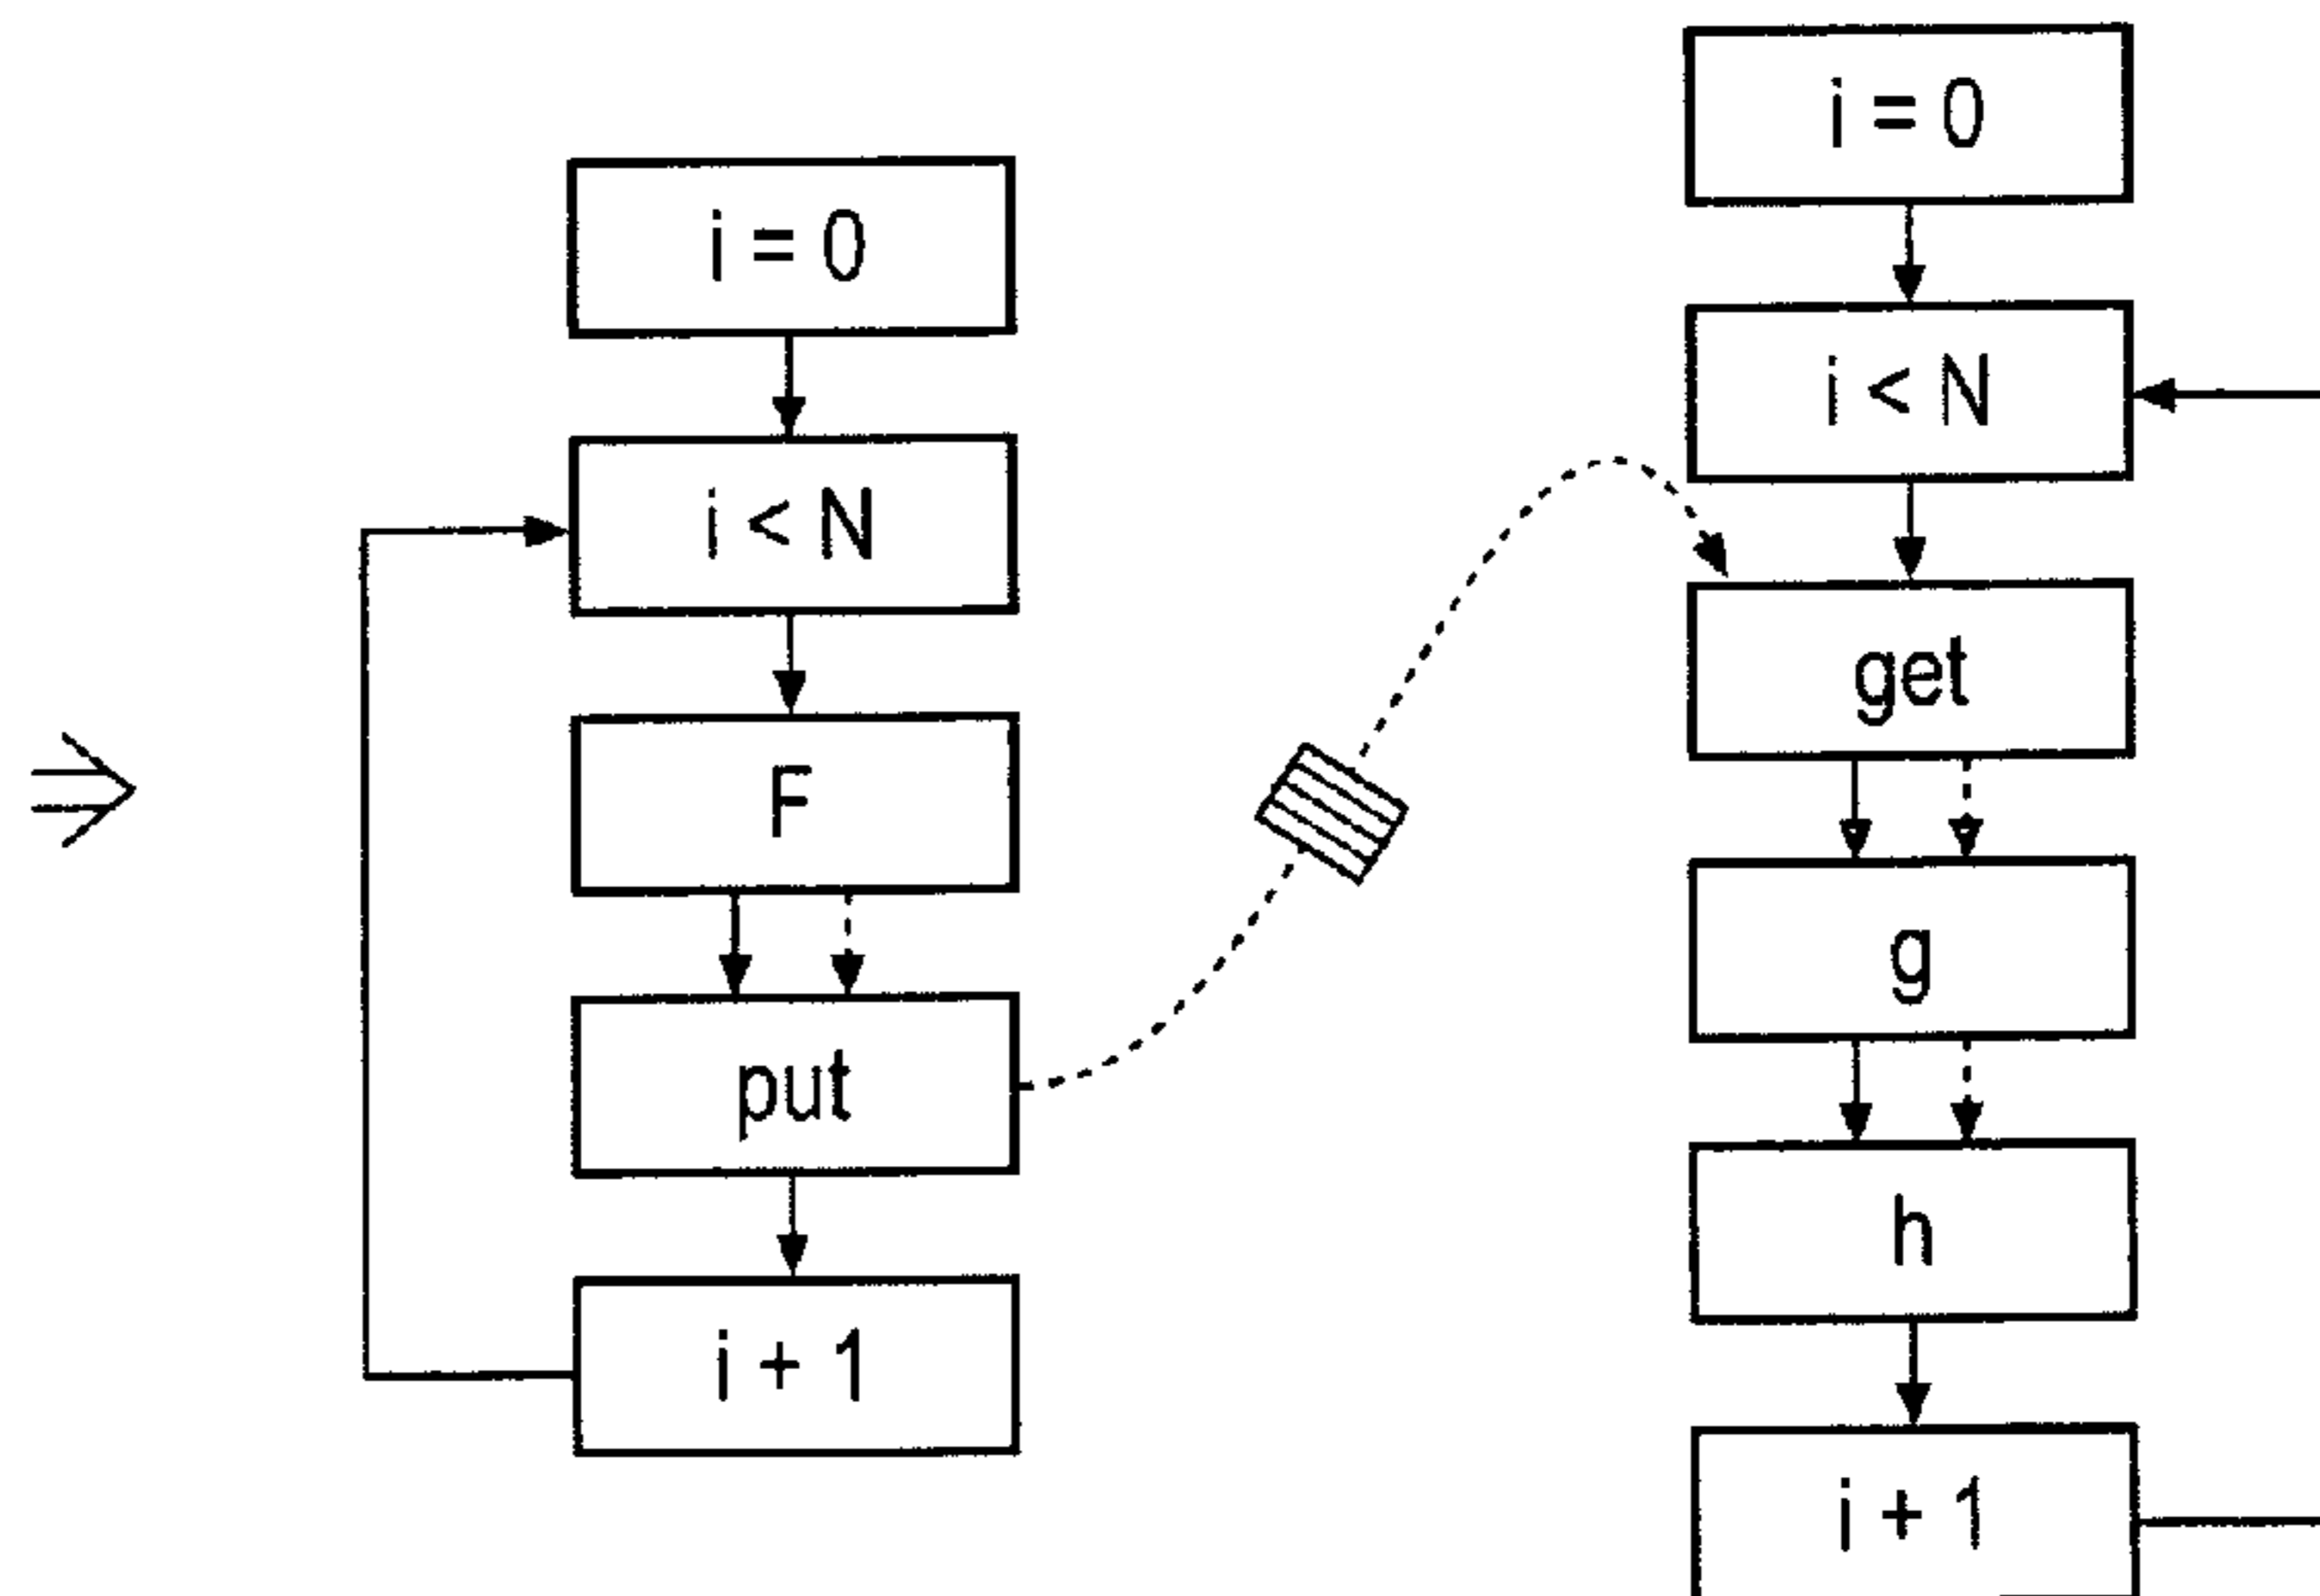 i = 0
i < N
F
put
i + 1
i = 0
i < N
get
g
h
i + 1